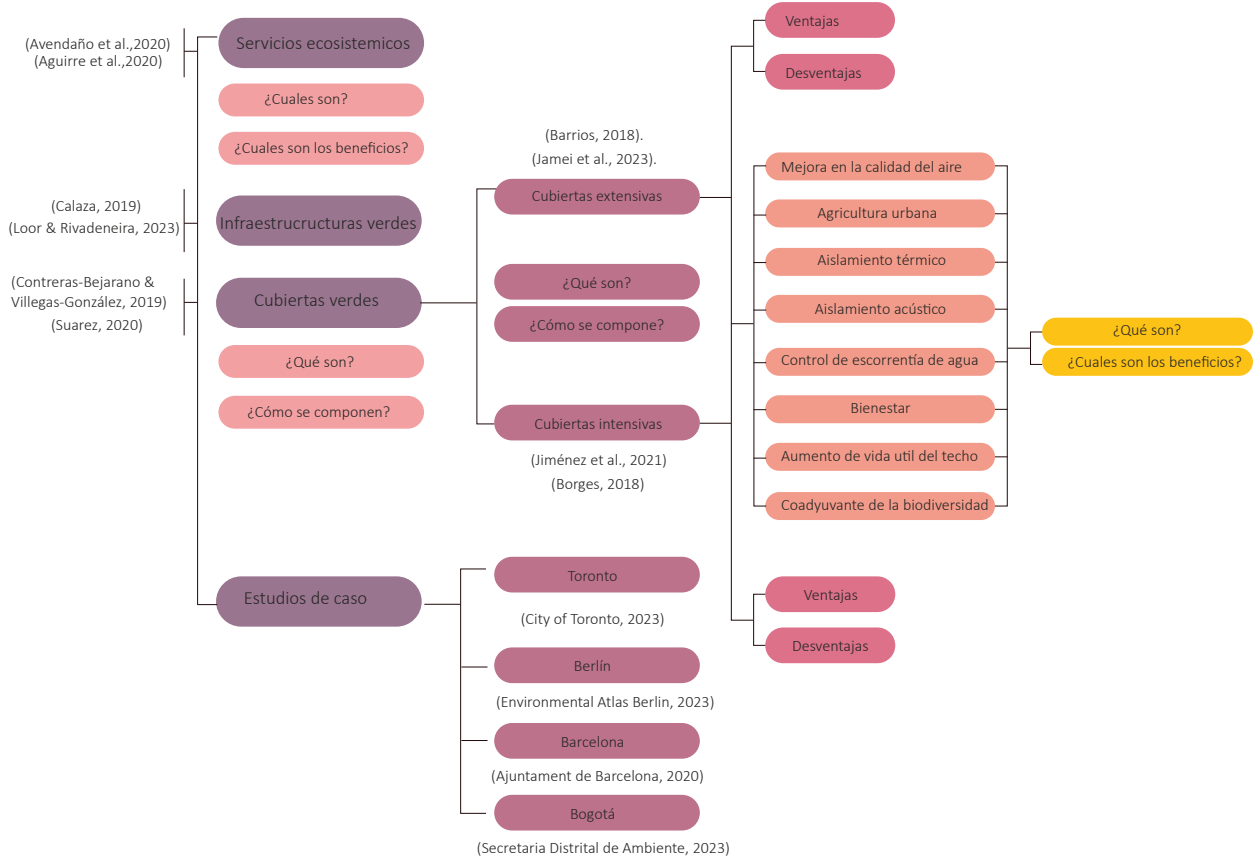 (Avendaño et al.,2020)
(Aguirre et al.,2020)
Servicios ecosistemicos
¿Cuales son?
¿Cuales son los beneficios?
(Calaza, 2019)
(Loor & Rivadeneira, 2023)
Infraestrucructuras verdes
(Contreras-Bejarano &
Villegas-González, 2019)
(Suarez, 2020)
Cubiertas verdes
¿Qué son?
¿Cómo se componen?
Estudios de caso
(Barrios, 2018).
(Jamei et al., 2023).
Cubiertas extensivas
¿Qué son?
¿Cómo se compone?
Cubiertas intensivas
(Jiménez et al., 2021)
(Borges, 2018)
Toronto
(City of Toronto, 2023)
Berlín
(Environmental Atlas Berlin, 2023)
Barcelona
(Ajuntament de Barcelona, 2020)
Bogotá
(Secretaria Distrital de Ambiente, 2023)
Ventajas
Desventajas
Mejora en la calidad del aire
Agricultura urbana
Aislamiento térmico
Aislamiento acústico
Control de escorrentía de agua
Bienestar
Aumento de vida util del techo
Coadyuvante de la biodiversidad
Ventajas
Desventajas
¿Qué son?
¿Cuales son los beneficios?